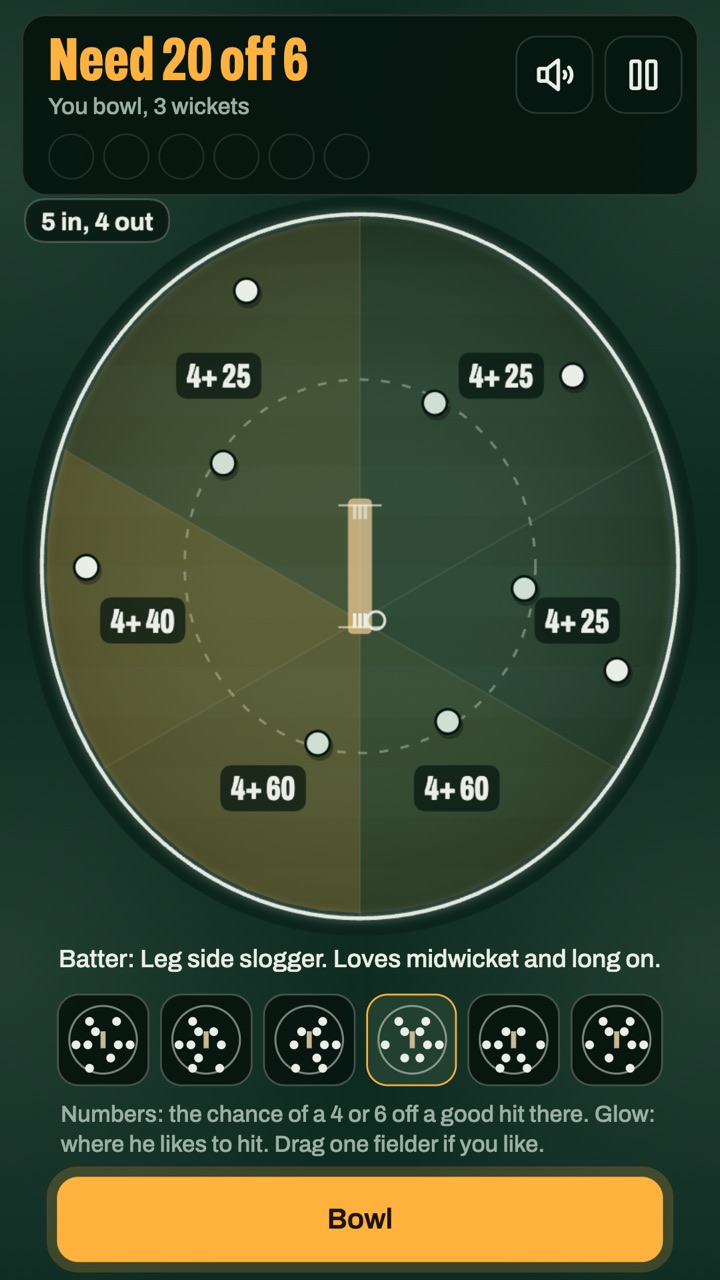 Need 20 off 6
You bowl, 3 wickets
5 in, 4 out
4+ 25
4+ 25
4+ 40
4+ 25
4+ 60
4+ 60
Batter: Leg side slogger. Loves midwicket and long on.
Numbers: the chance of a 4 or 6 off a good hit there. Glow:
where he likes to hit. Drag one fielder if you like.
Bowl